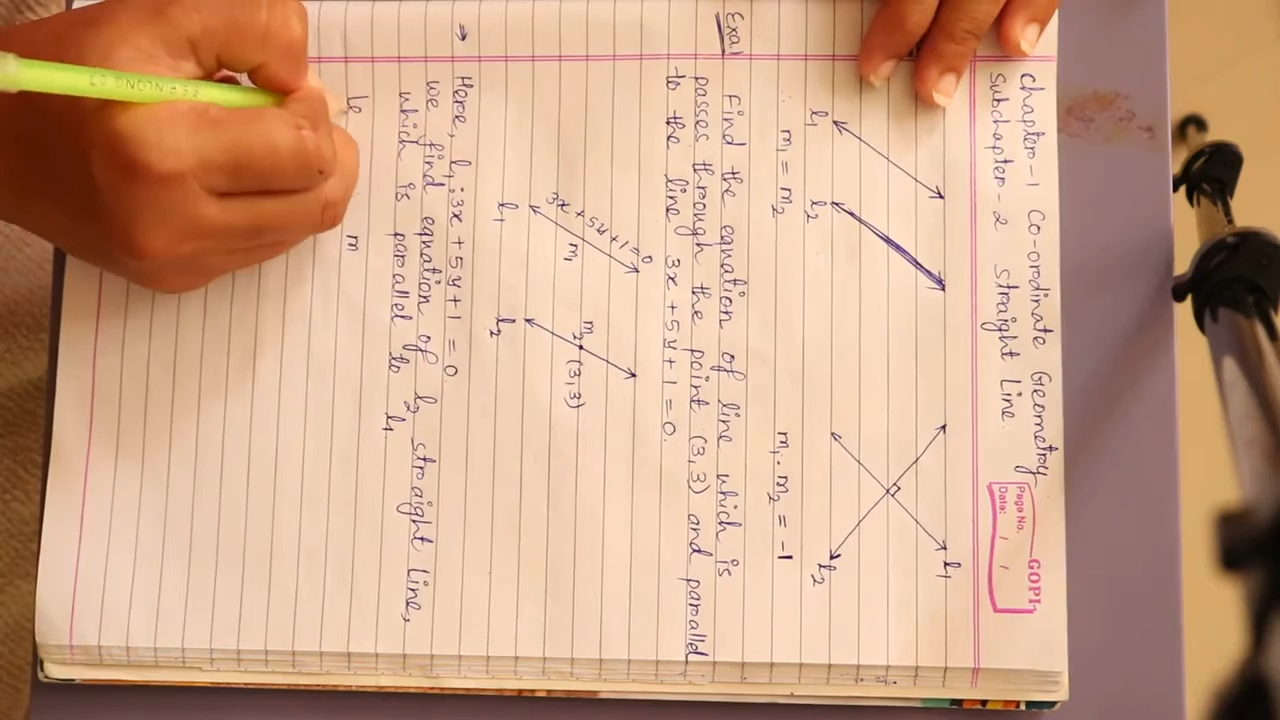 chapter-1 Co-ordinate Geometry
subchapter-2 straight Line.
GOPI
Page No.
Date: / /
l1 l2 l2 l1
∴ m1 = m2 m1 . m2 = -1
Exa.1 Find the equation of line which is
passes through the point (3,3) and parallel
to the line 3x + 5y + 1 = 0.
3x + 5y + 1 = 0
m1 m2 (3,3)
l1 l2
⇒ Here, l1 : 3x + 5y + 1 = 0
we find equation of l2 straight Line,
which is parallel to l1.
m